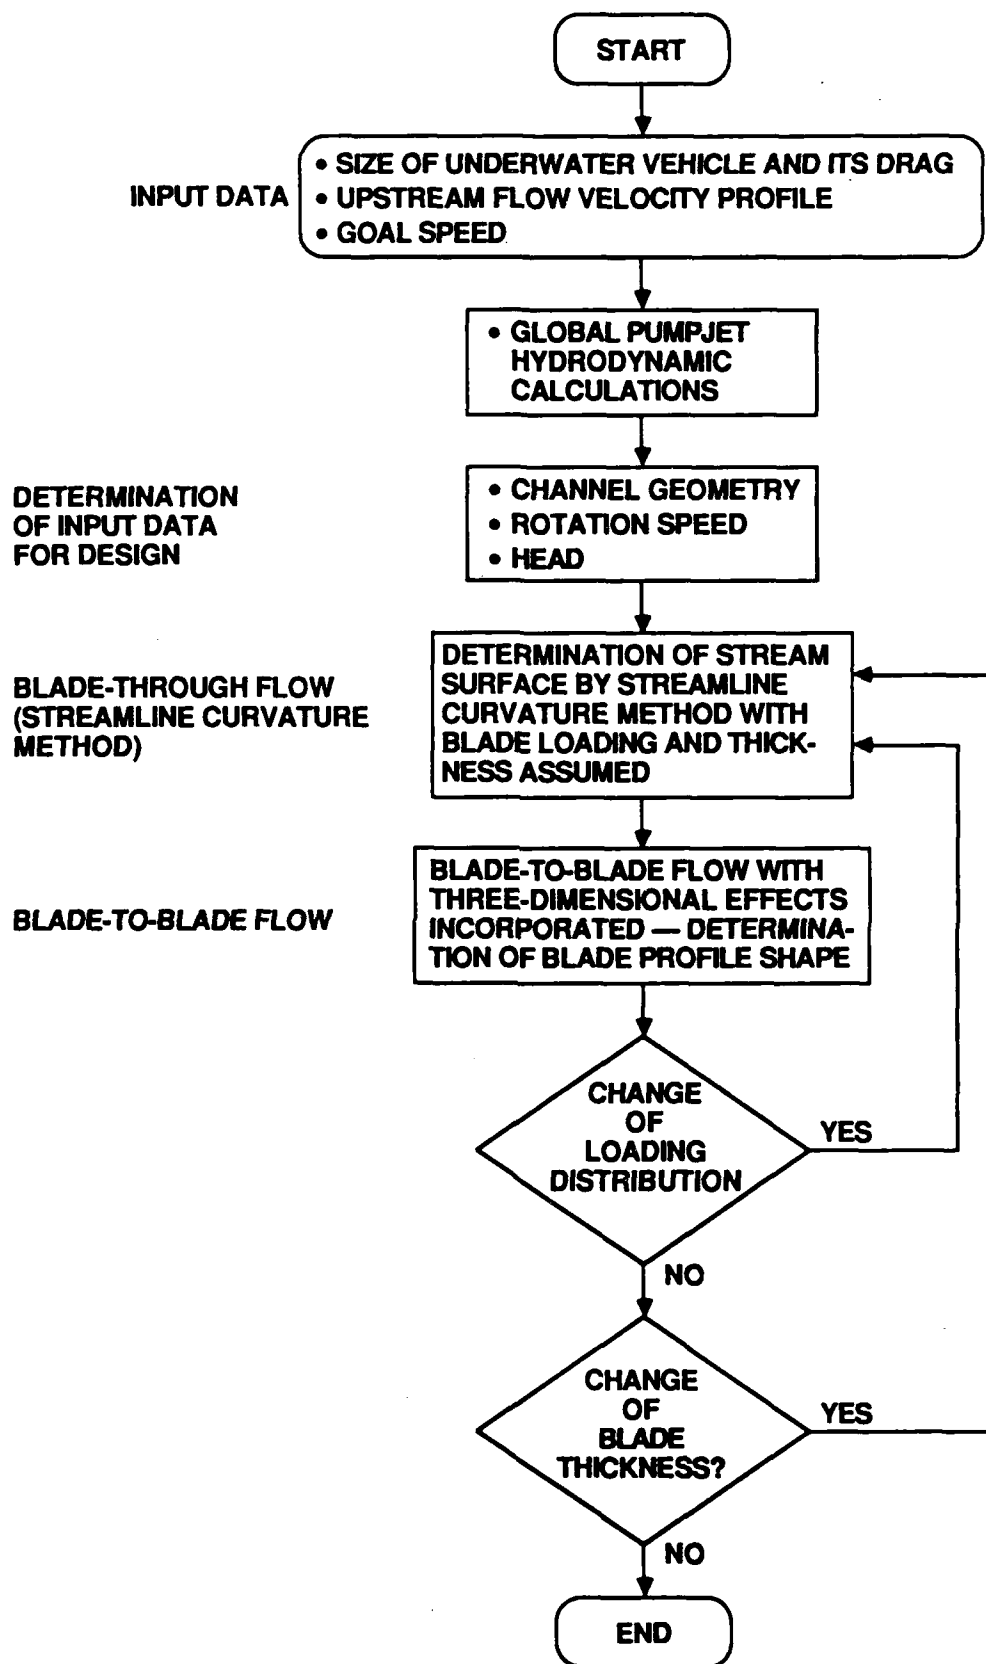 START
INPUT DATA
• SIZE OF UNDERWATER VEHICLE AND ITS DRAG
• UPSTREAM FLOW VELOCITY PROFILE
• GOAL SPEED
• GLOBAL PUMPJET
HYDRODYNAMIC
CALCULATIONS
DETERMINATION
OF INPUT DATA
FOR DESIGN
• CHANNEL GEOMETRY
• ROTATION SPEED
• HEAD
BLADE-THROUGH FLOW
(STREAMLINE CURVATURE
METHOD)
DETERMINATION OF STREAM
SURFACE BY STREAMLINE
CURVATURE METHOD WITH
BLADE LOADING AND THICK-
NESS ASSUMED
BLADE-TO-BLADE FLOW
BLADE-TO-BLADE FLOW WITH
THREE-DIMENSIONAL EFFECTS
INCORPORATED — DETERMINA-
TION OF BLADE PROFILE SHAPE
CHANGE
OF
LOADING
DISTRIBUTION
YES
NO
CHANGE
OF
BLADE
THICKNESS?
YES
NO
END